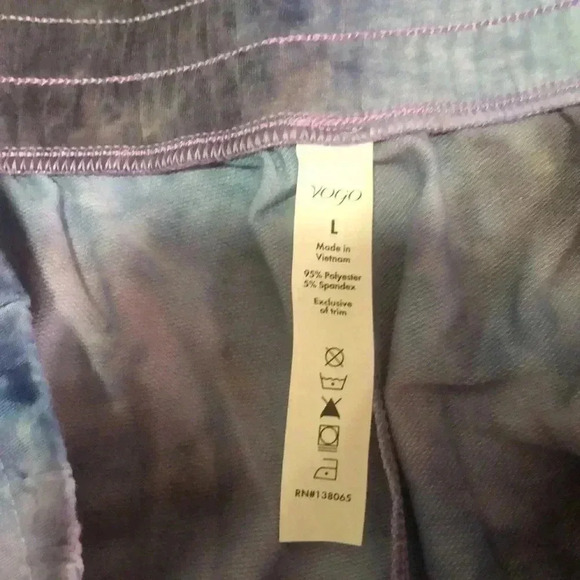 YOGO
L
Made in
Vietnam
95% Polyester
5% Spandex
Exclusive
of trim
RN#138065